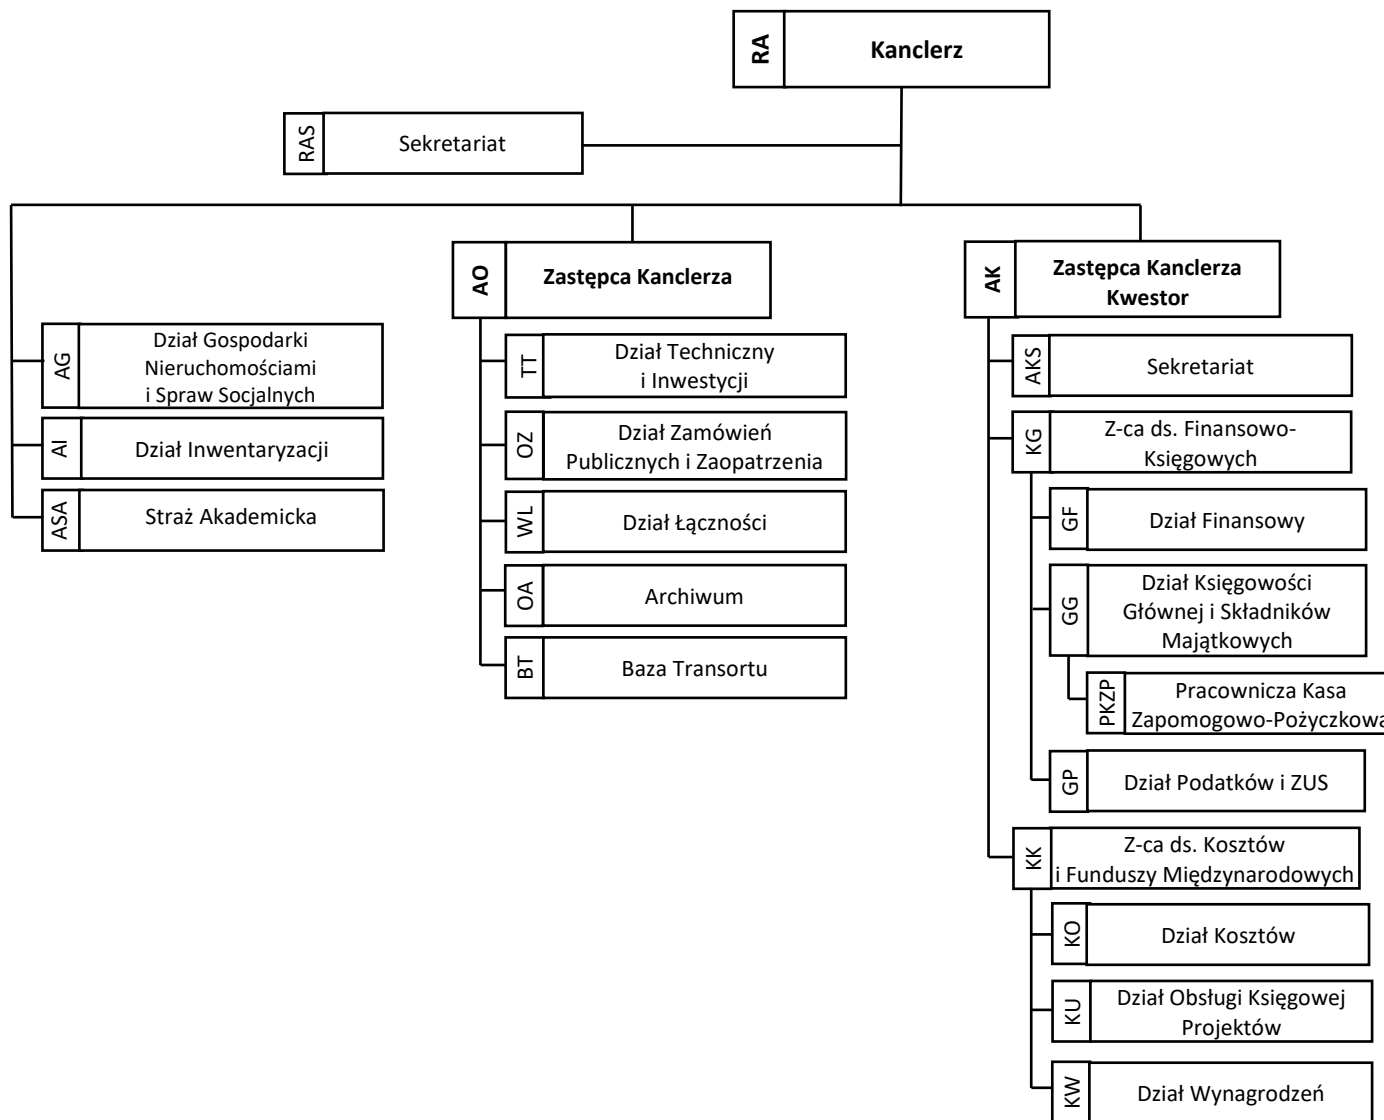 RA
Kanclerz
RAS
Sekretariat
AO
Zastępca Kanclerza
AK
Zastępca Kanclerza
Kwestor
AG
Dział Gospodarki
Nieruchomościami
i Spraw Socjalnych
AI
Dział Inwentaryzacji
ASA
Straż Akademicka
TT
Dział Techniczny
i Inwestycji
OZ
Dział Zamówień
Publicznych i Zaopatrzenia
WL
Dział Łączności
OA
Archiwum
BT
Baza Transortu
AKS
Sekretariat
KG
Z-ca ds. Finansowo-
Księgowych
GF
Dział Finansowy
GG
Dział Księgowości
Głównej i Składników
Majątkowych
PKZP
Pracownicza Kasa
Zapomogowo-Pożyczkowa
GP
Dział Podatków i ZUS
KK
Z-ca ds. Kosztów
i Funduszy Międzynarodowych
KO
Dział Kosztów
KU
Dział Obsługi Księgowej
Projektów
KW
Dział Wynagrodzeń